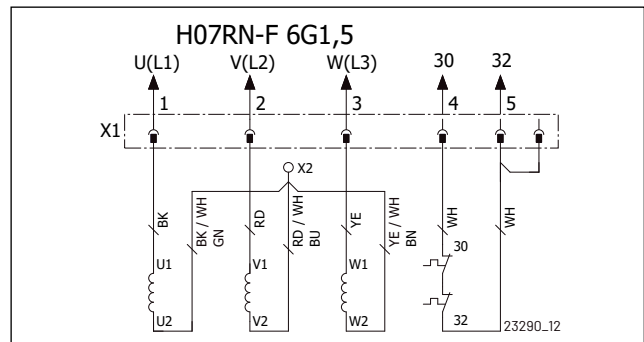 H07RN-F 6G1,5
U(L1) V(L2) W(L3) 30 32
1 2 3 4 5
X1
X2
BK
BK / WH
GN
RD
RD / WH
BU
YE
YE / WH
BN
WH
WH
30
U1 V1 W1
U2 V2 W2 32
23290_12